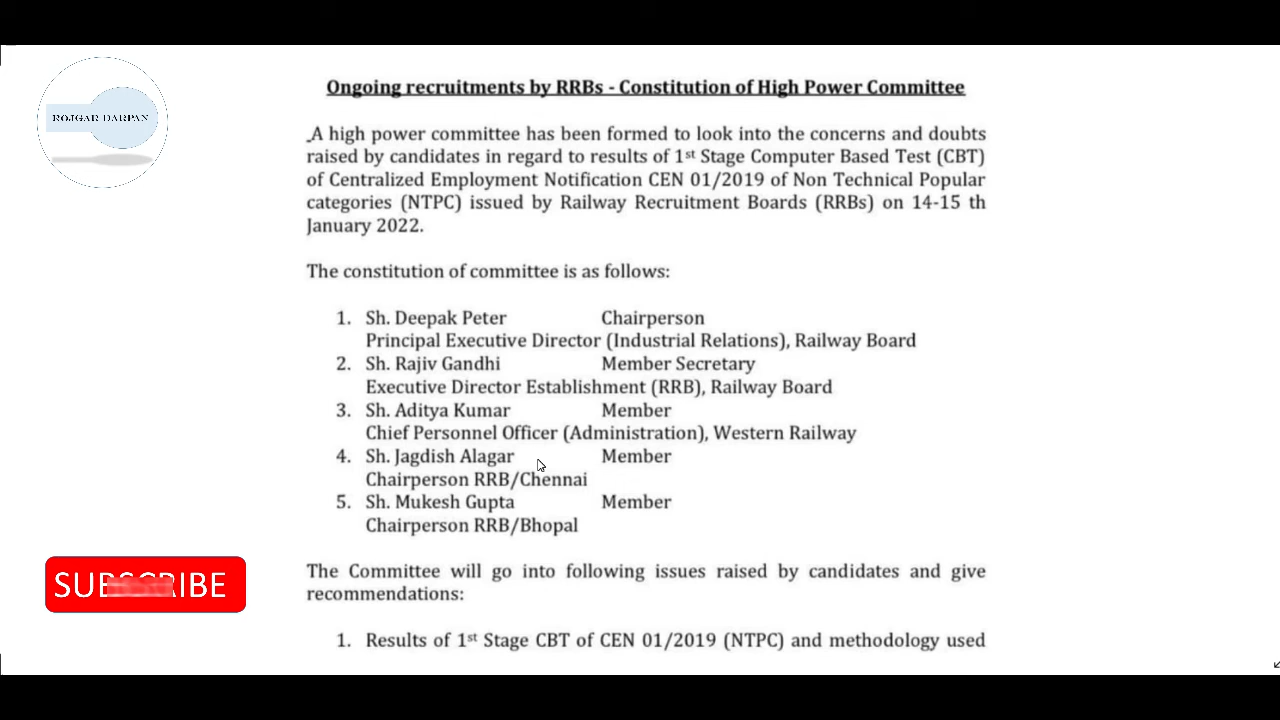 ROJGAR DARPAN
Ongoing recruitments by RRBs - Constitution of High Power Committee
A high power committee has been formed to look into the concerns and doubts
raised by candidates in regard to results of 1st Stage Computer Based Test (CBT)
of Centralized Employment Notification CEN 01/2019 of Non Technical Popular
categories (NTPC) issued by Railway Recruitment Boards (RRBs) on 14-15 th
January 2022.
The constitution of committee is as follows:
1. Sh. Deepak Peter Chairperson
Principal Executive Director (Industrial Relations), Railway Board
2. Sh. Rajiv Gandhi Member Secretary
Executive Director Establishment (RRB), Railway Board
3. Sh. Aditya Kumar Member
Chief Personnel Officer (Administration), Western Railway
4. Sh. Jagdish Alagar Member
Chairperson RRB/Chennai
5. Sh. Mukesh Gupta Member
Chairperson RRB/Bhopal
SUBSCRIBE
The Committee will go into following issues raised by candidates and give
recommendations:
1. Results of 1st Stage CBT of CEN 01/2019 (NTPC) and methodology used